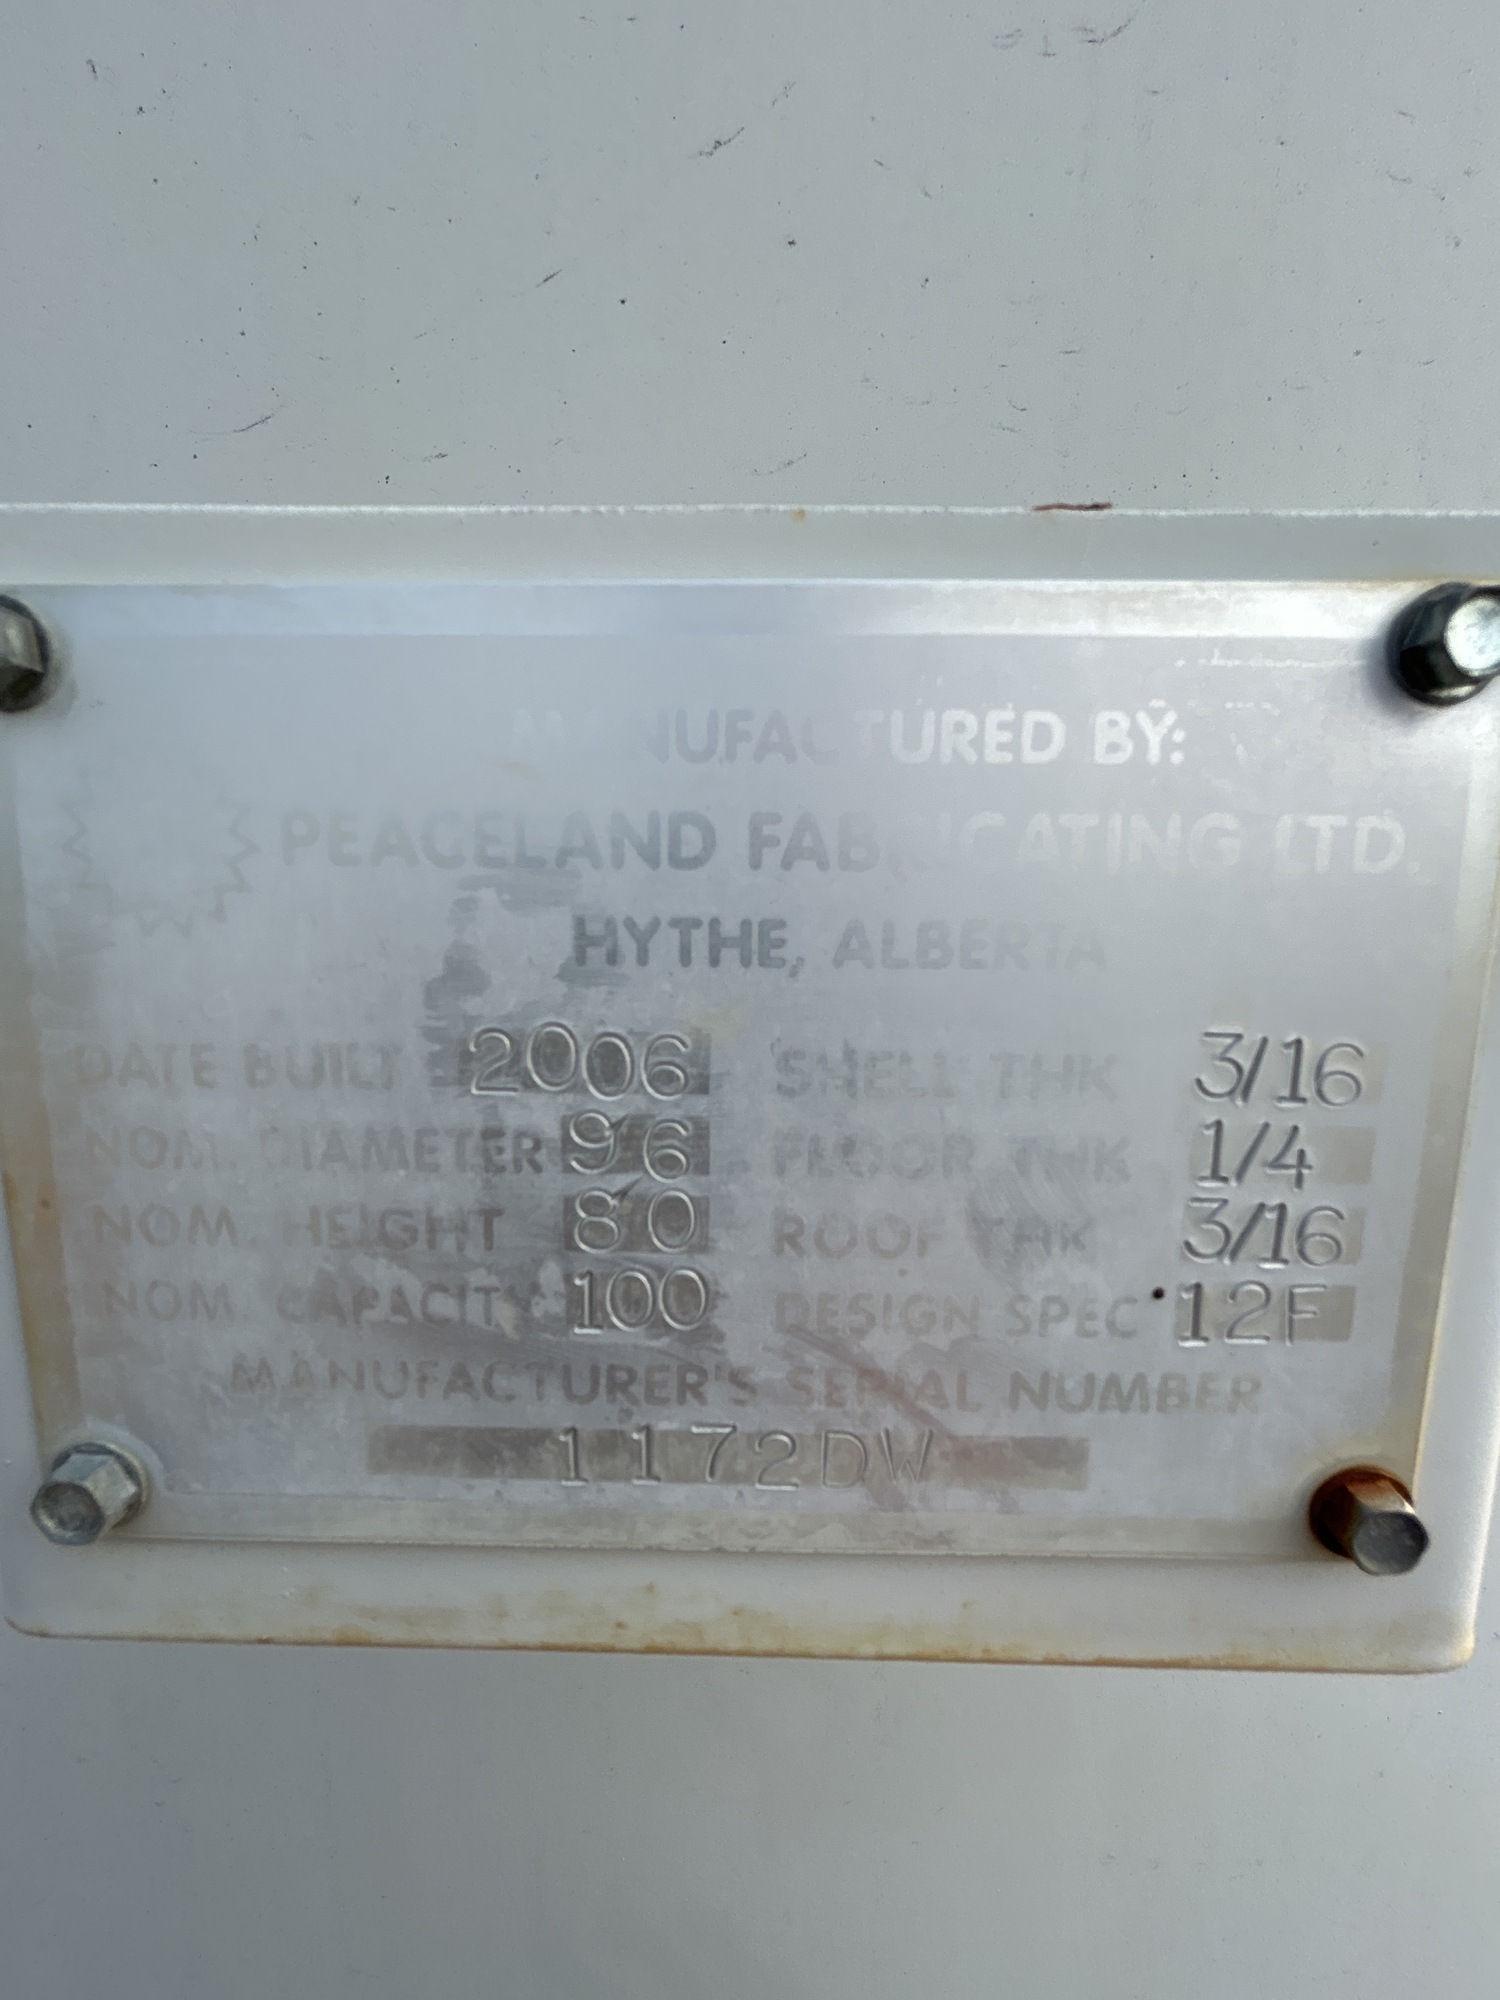 MANUFACTURED BY:
PEACELAND FABRICATING LTD.
HYTHE, ALBERTA
DATE BUILT 2006 SHELL THK 3/16
NOM. DIAMETER 96 FLOOR THK 1/4
NOM. HEIGHT 80 ROOF THK 3/16
NOM. CAPACITY 100 DESIGN SPEC 12F
MANUFACTURER'S SERIAL NUMBER
1172DW